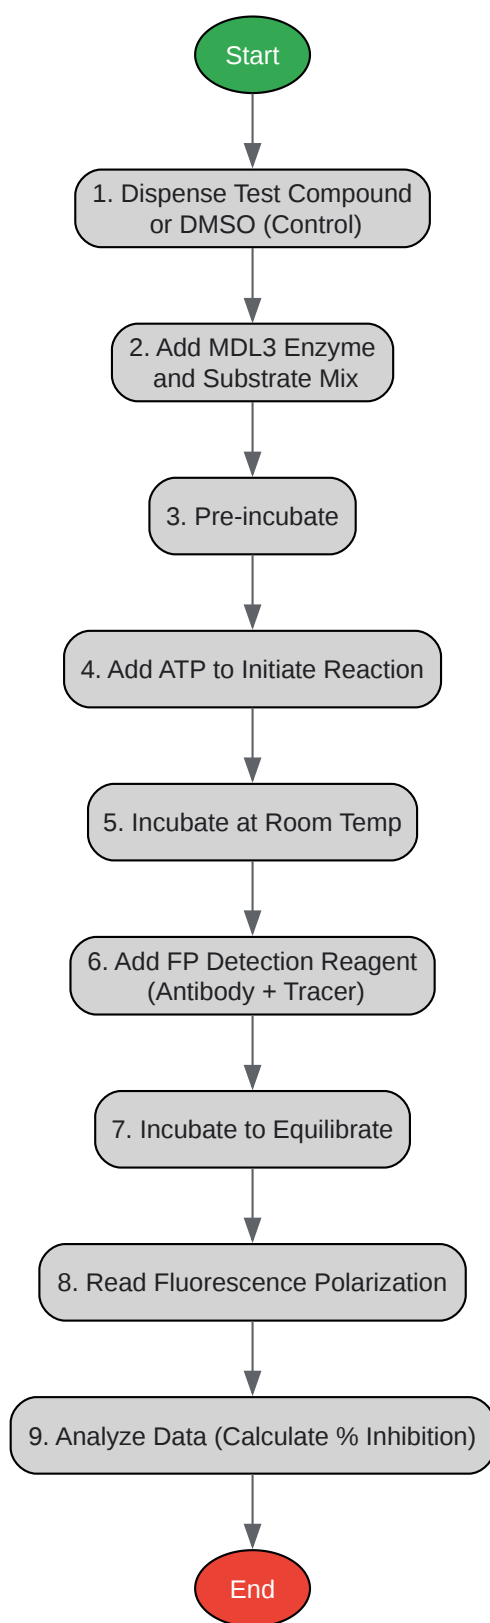 Start
1. Dispense Test Compound
or DMSO (Control)
2. Add MDL3 Enzyme
and Substrate Mix
3. Pre-incubate
4. Add ATP to Initiate Reaction
5. Incubate at Room Temp
6. Add FP Detection Reagent
(Antibody + Tracer)
7. Incubate to Equilibrate
8. Read Fluorescence Polarization
9. Analyze Data (Calculate % Inhibition)
End